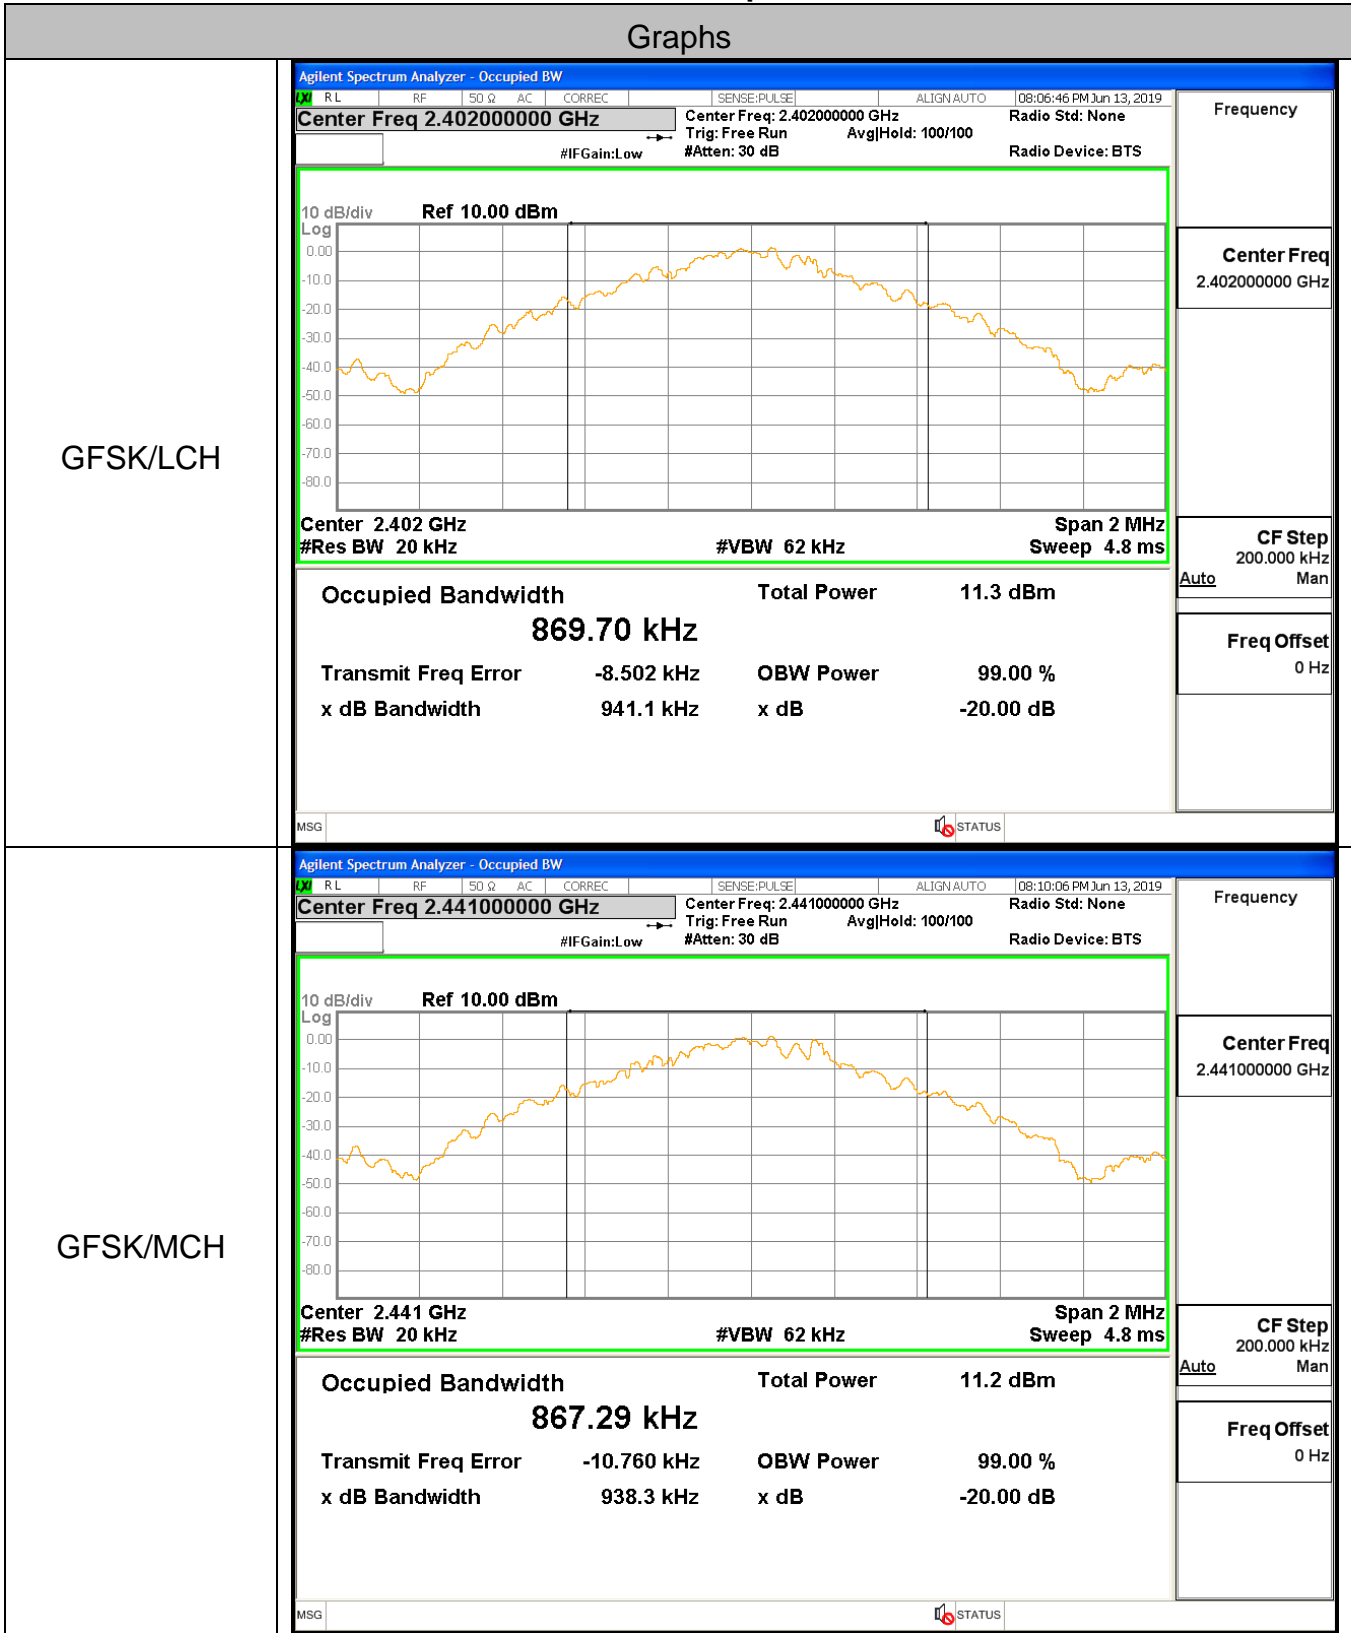 Graphs
GFSK/LCH
Agilent Spectrum Analyzer - Occupied BW
LXI RL RF 50 Ω AC CORREC SENSE:PULSE ALIGN AUTO 08:06:46 PM Jun 13, 2019
Center Freq 2.402000000 GHz
Center Freq: 2.402000000 GHz Radio Std: None
Trig: Free Run Avg|Hold: 100/100
#IFGain:Low #Atten: 30 dB Radio Device: BTS
10 dB/div Ref 10.00 dBm
Log
0.00
-10.0
-20.0
-30.0
-40.0
-50.0
-60.0
-70.0
-80.0
Center 2.402 GHz Span 2 MHz
#Res BW 20 kHz #VBW 62 kHz Sweep 4.8 ms
Occupied Bandwidth Total Power 11.3 dBm
869.70 kHz
Transmit Freq Error -8.502 kHz OBW Power 99.00 %
x dB Bandwidth 941.1 kHz x dB -20.00 dB
MSG STATUS
Frequency
Center Freq
2.402000000 GHz
CF Step
200.000 kHz
Auto Man
Freq Offset
0 Hz
GFSK/MCH
Agilent Spectrum Analyzer - Occupied BW
LXI RL RF 50 Ω AC CORREC SENSE:PULSE ALIGN AUTO 08:10:06 PM Jun 13, 2019
Center Freq 2.441000000 GHz
Center Freq: 2.441000000 GHz Radio Std: None
Trig: Free Run Avg|Hold: 100/100
#IFGain:Low #Atten: 30 dB Radio Device: BTS
10 dB/div Ref 10.00 dBm
Log
0.00
-10.0
-20.0
-30.0
-40.0
-50.0
-60.0
-70.0
-80.0
Center 2.441 GHz Span 2 MHz
#Res BW 20 kHz #VBW 62 kHz Sweep 4.8 ms
Occupied Bandwidth Total Power 11.2 dBm
867.29 kHz
Transmit Freq Error -10.760 kHz OBW Power 99.00 %
x dB Bandwidth 938.3 kHz x dB -20.00 dB
MSG STATUS
Frequency
Center Freq
2.441000000 GHz
CF Step
200.000 kHz
Auto Man
Freq Offset
0 Hz